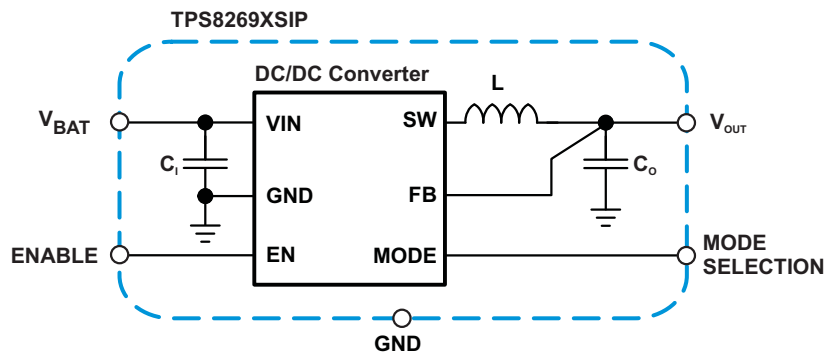 TPS8269XSIP
DC/DC Converter
L
VBAT
VIN
SW
VOUT
CI
GND
FB
CO
ENABLE
EN
MODE
MODE
SELECTION
GND